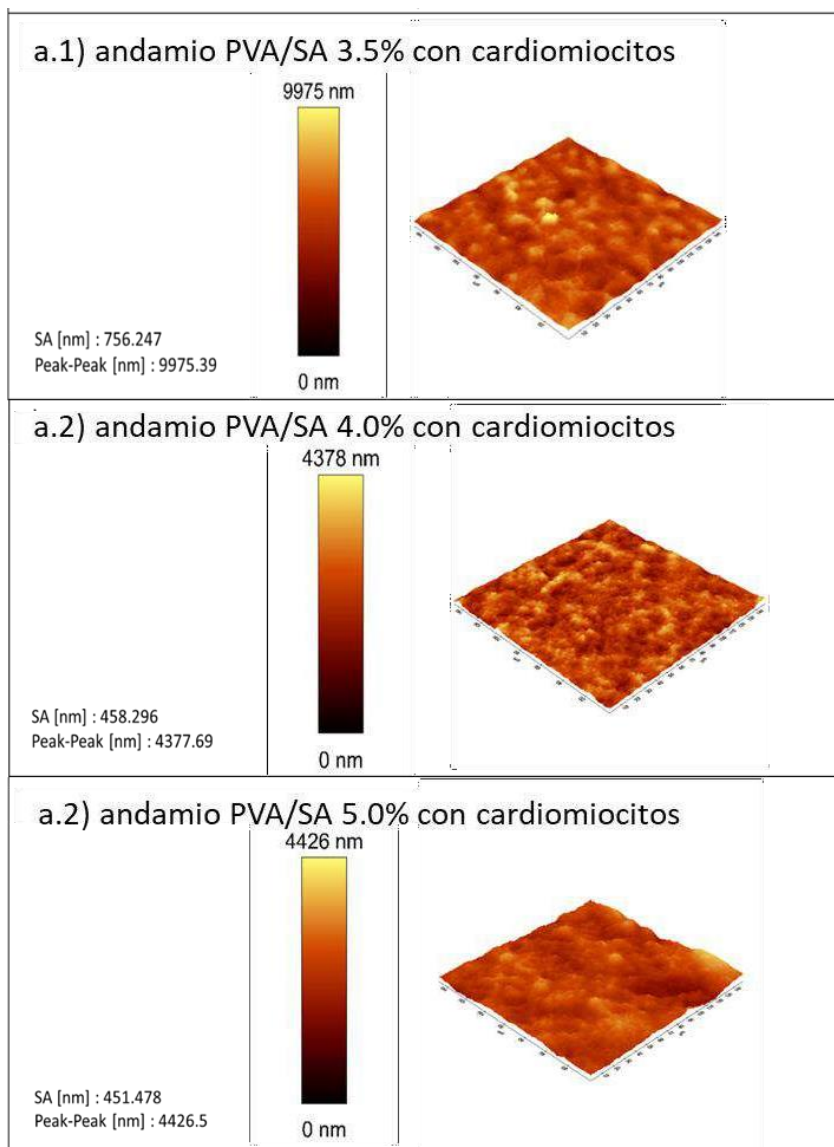 a.1) andamio PVA/SA 3.5% con cardiomiocitos
9975 nm
SA [nm] : 756.247
Peak-Peak [nm] : 9975.39
0 nm
a.2) andamio PVA/SA 4.0% con cardiomiocitos
4378 nm
SA [nm] : 458.296
Peak-Peak [nm] : 4377.69
0 nm
a.2) andamio PVA/SA 5.0% con cardiomiocitos
4426 nm
SA [nm] : 451.478
Peak-Peak [nm] : 4426.5
0 nm